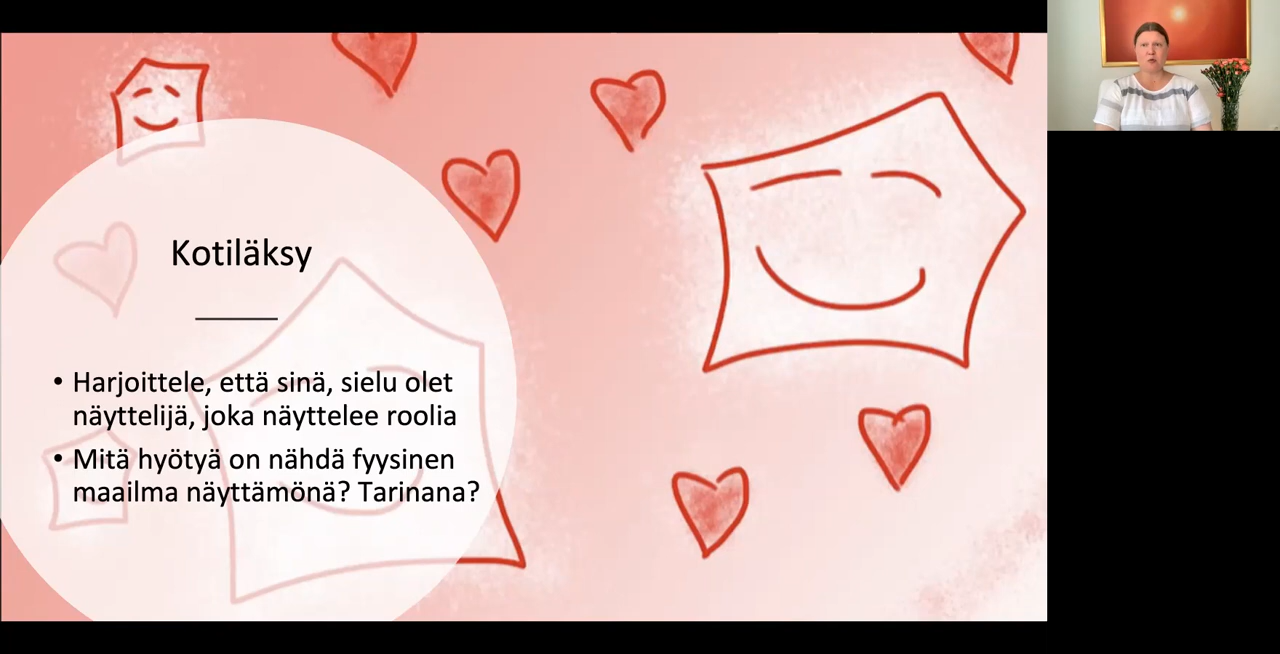 Kotiläksy
• Harjoittele, että sinä, sielu olet
näyttelijä, joka näyttelee roolia
• Mitä hyötyä on nähdä fyysinen
maailma näyttämönä? Tarinana?